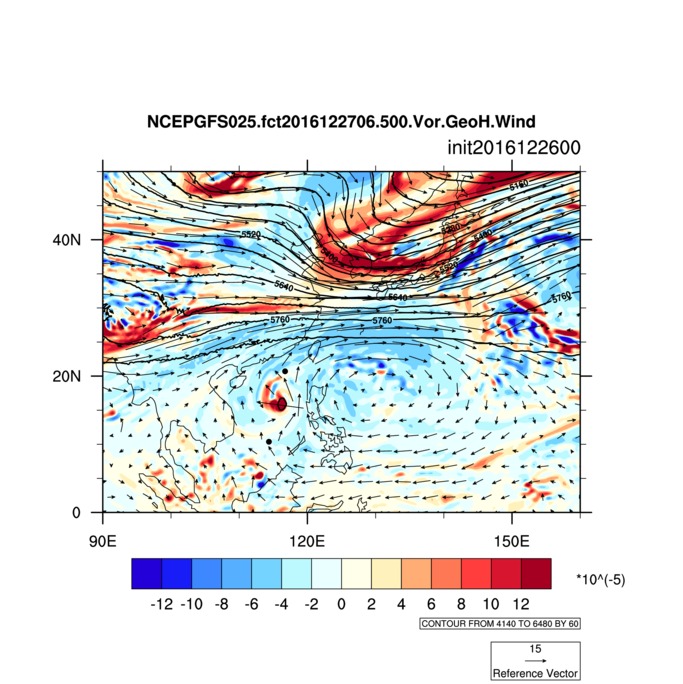 NCEPGFS025.fct2016122706.500.Vor.GeoH.Wind
init2016122600
5160
5280
5400
5400
5520
5520
40N
5640
5640
5760
5760
5760
20N
0
90E 120E 150E
-12 -10 -8 -6 -4 -2 0 2 4 6 8 10 12
*10^(-5)
CONTOUR FROM 4140 TO 6480 BY 60
15
Reference Vector